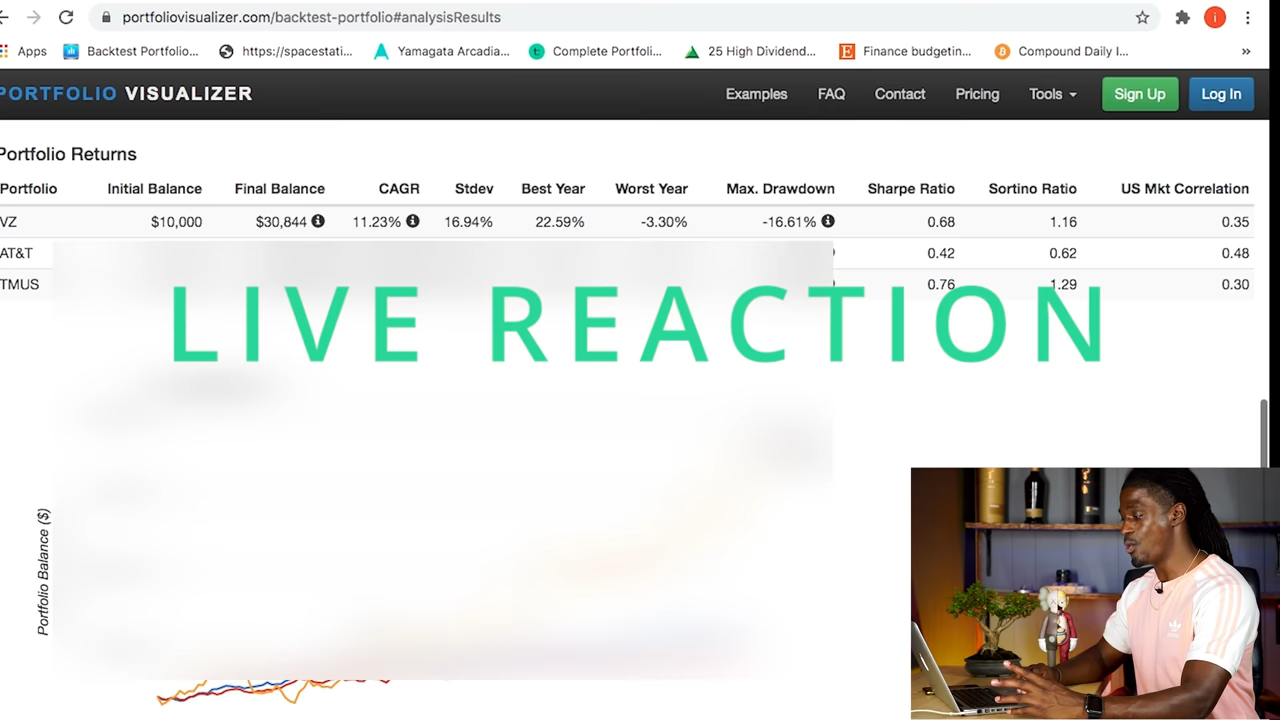 portfoliovisualizer.com/backtest-portfolio#analysisResults i
Apps Backtest Portfolio... https://spacestati... Yamagata Arcadia... Complete Portfoli... 25 High Dividend... Finance budgetin... Compound Daily I... »
PORTFOLIO VISUALIZER Examples FAQ Contact Pricing Tools Sign Up Log In
Portfolio Returns
Portfolio Initial Balance Final Balance CAGR Stdev Best Year Worst Year Max. Drawdown Sharpe Ratio Sortino Ratio US Mkt Correlation
VZ $10,000 $30,844 11.23% 16.94% 22.59% -3.30% -16.61% 0.68 1.16 0.35
AT&T 0.42 0.62 0.48
TMUS 0.76 1.29 0.30
LIVE REACTION
Portfolio Balance ($)